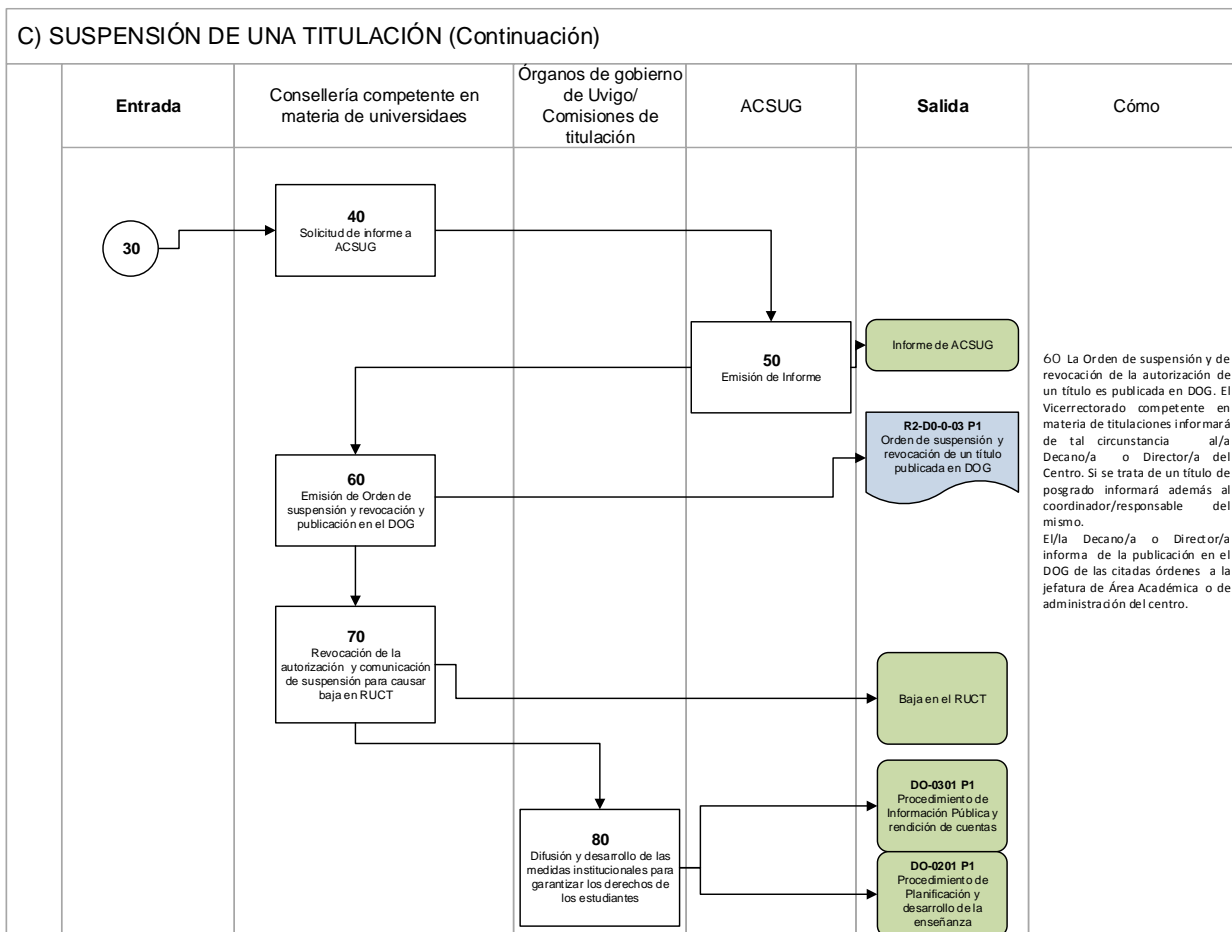 C) SUSPENSIÓN DE UNA TITULACIÓN (Continuación)
Entrada
Consellería competente en
materia de universidaes
Órganos de gobierno
de Uvigo/
Comisiones de
titulación
ACSUG
Salida
Cómo
30
40
Solicitud de informe a
ACSUG
50
Emisión de Informe
Informe de ACSUG
R2-D0-0-03 P1
Orden de suspensión y
revocación de un título
publicada en DOG
60
Emisión de Orden de
suspensión y revocación y
publicación en el DOG
60 La Orden de suspensión y de
revocación de la autorización de
un título es publicada en DOG. El
Vicerrectorado competente en
materia de titulaciones informará
de tal circunstancia al/a
Decano/a o Director/a del
Centro. Si se trata de un título de
posgrado informará además al
coordinador/responsable del
mismo.
El/la Decano/a o Director/a
informa de la publicación en el
DOG de las citadas órdenes a la
jefatura de Área Académica o de
administración del centro.
70
Revocación de la
autorización y comunicación
de suspensión para causar
baja en RUCT
Baja en el RUCT
80
Difusión y desarrollo de las
medidas institucionales para
garantizar los derechos de
los estudiantes
DO-0301 P1
Procedimiento de
Información Pública y
rendición de cuentas
DO-0201 P1
Procedimiento de
Planificación y
desarrollo de la
enseñanza